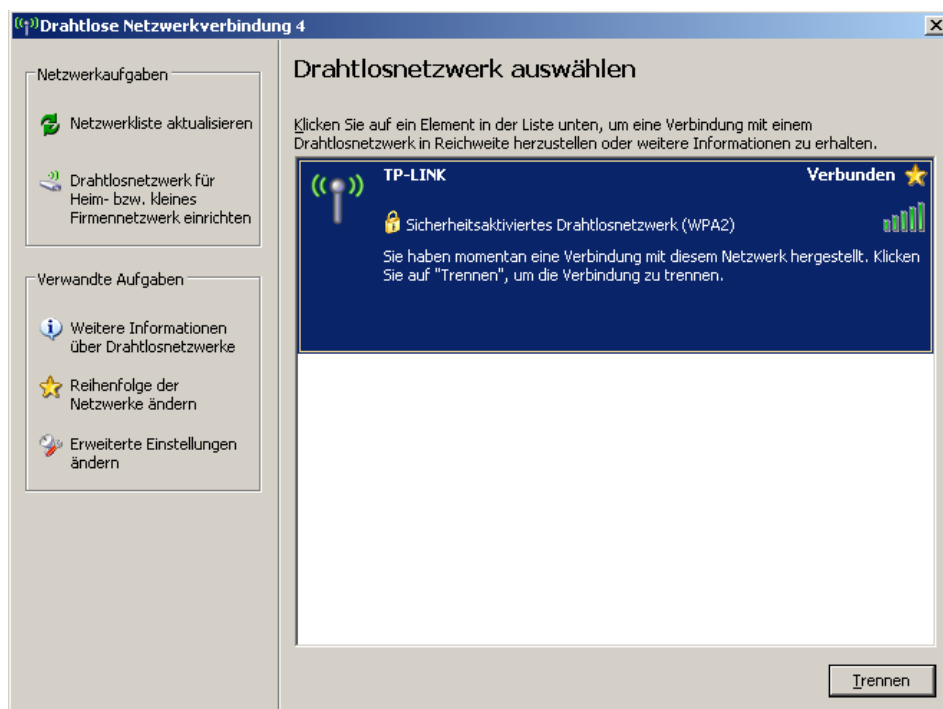 Drahtlose Netzwerkverbindung 4
Netzwerkaufgaben
Netzwerkliste aktualisieren
Drahtlosnetzwerk für
Heim- bzw. kleines
Firmennetzwerk einrichten
Verwandte Aufgaben
Weitere Informationen
über Drahtlosnetzwerke
Reihenfolge der
Netzwerke ändern
Erweiterte Einstellungen
ändern
Drahtlosnetzwerk auswählen
Klicken Sie auf ein Element in der Liste unten, um eine Verbindung mit einem
Drahtlosnetzwerk in Reichweite herzustellen oder weitere Informationen zu erhalten.
TP-LINK Verbunden
Sicherheitsaktiviertes Drahtlosnetzwerk (WPA2)
Sie haben momentan eine Verbindung mit diesem Netzwerk hergestellt. Klicken
Sie auf "Trennen", um die Verbindung zu trennen.
Trennen